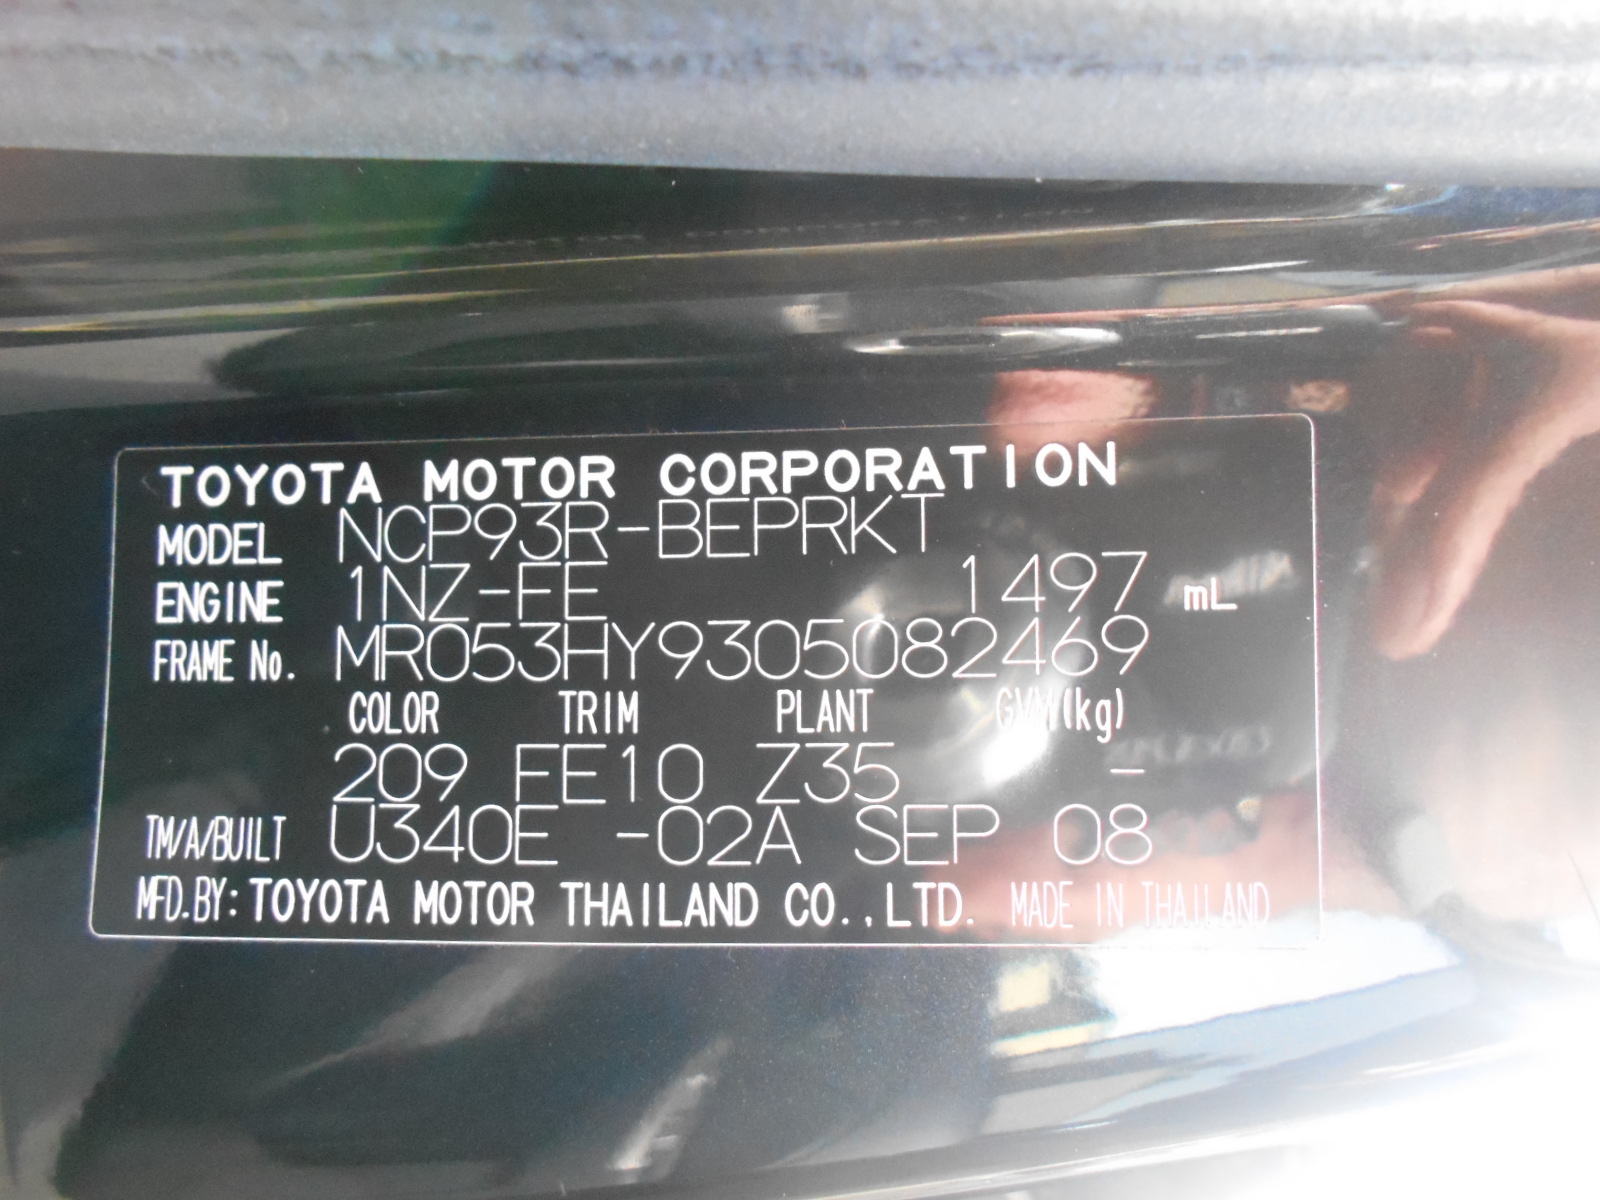 TOYOTA MOTOR CORPORATION
MODEL NCP93R-BEPRKT
ENGINE 1NZ-FE 1497 mL
FRAME No. MR053HY9305082469
COLOR TRIM PLANT GVM(kg)
209 FE10 Z35 -
TM/A/BUILT U340E -02A SEP 08
MFD.BY: TOYOTA MOTOR THAILAND CO.,LTD. MADE IN THAILAND